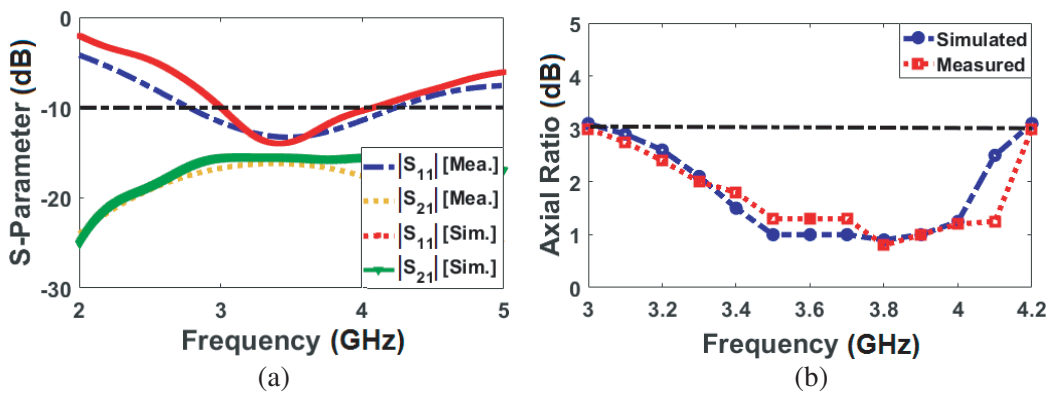 S-Parameter (dB)
0
-10
-20
-30
2
3
4
5
Frequency (GHz)
|S11| [Mea.]
|S21| [Mea.]
|S11| [Sim.]
|S21| [Sim.]
(a)
Axial Ratio (dB)
5
4
3
2
1
0
3
3.2
3.4
3.6
3.8
4
4.2
Frequency (GHz)
Simulated
Measured
(b)